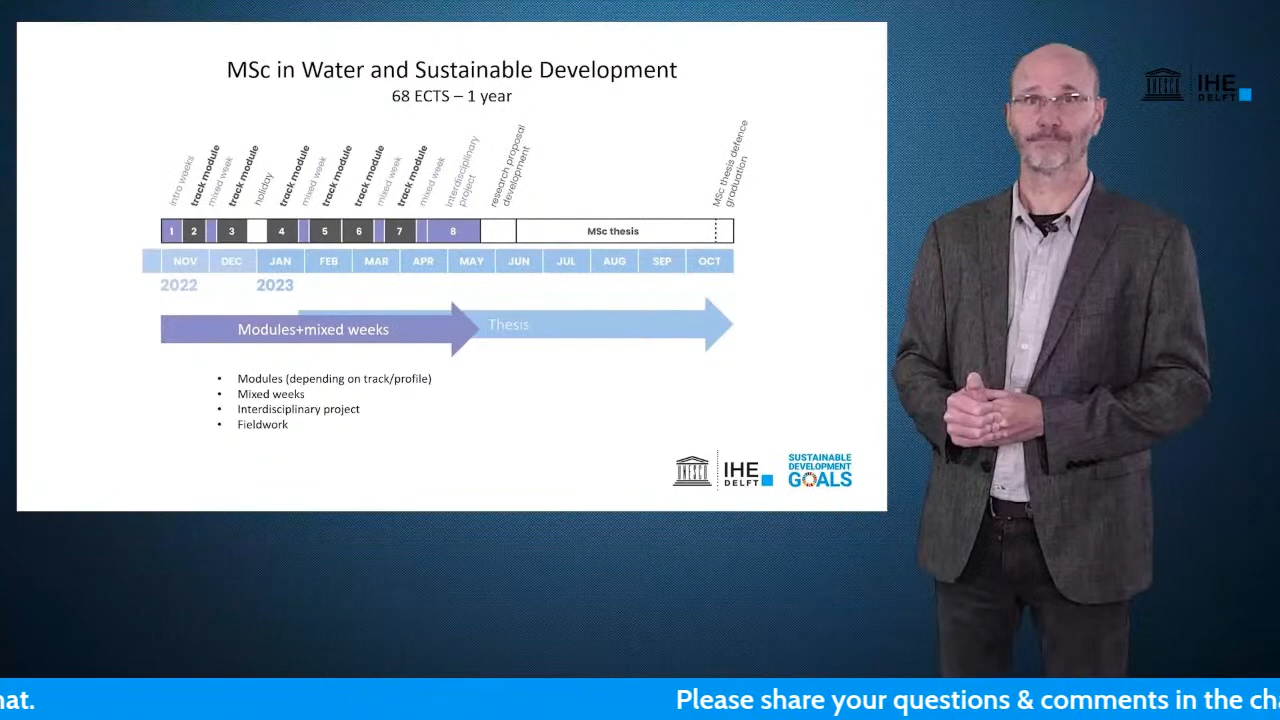 MSc in Water and Sustainable Development
68 ECTS – 1 year
intro weeks
track module
mixed week
track module
holiday
track module
mixed week
track module
track module
mixed week
track module
mixed week
Interdisciplinary
project
research proposal
development
MSc thesis defence
graduation
1 2 3 4 5 6 7 8 MSc thesis
NOV DEC JAN FEB MAR APR MAY JUN JUL AUG SEP OCT
2022 2023
Modules+mixed weeks Thesis
• Modules (depending on track/profile)
• Mixed weeks
• Interdisciplinary project
• Fieldwork
unesco
IHE
DELFT
SUSTAINABLE
DEVELOPMENT
GOALS
IHE
DELFT
hat.
Please share your questions & comments in the cha